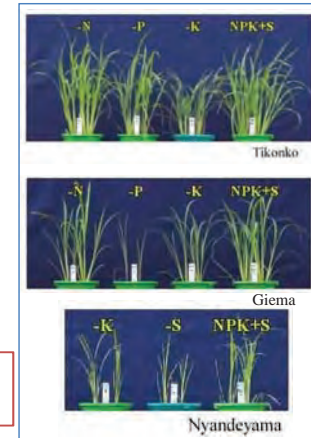 -N -P -K NPK+S
Tikonko
-N -P -K NPK+S
Giema
-K -S NPK+S
Nyandeyama